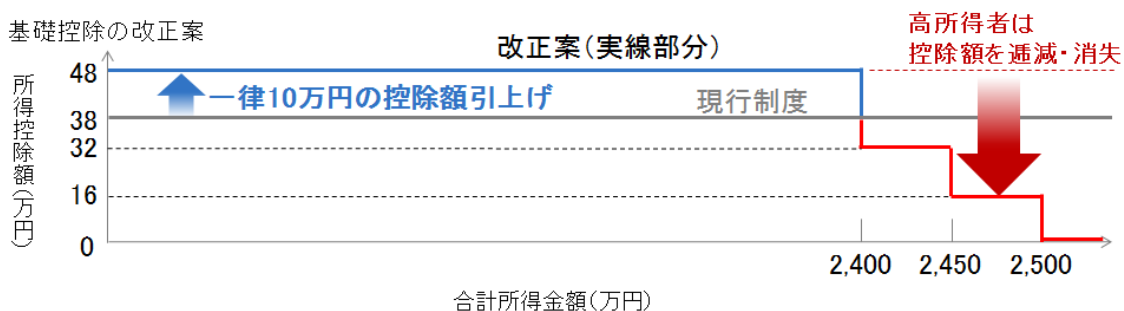 基礎控除の改正案
改正案(実線部分)
高所得者は
控除額を逓減・消失
所得控除額(万円)
48
一律10万円の控除額引上げ
現行制度
38
32
16
0
2,400
2,450
2,500
合計所得金額(万円)